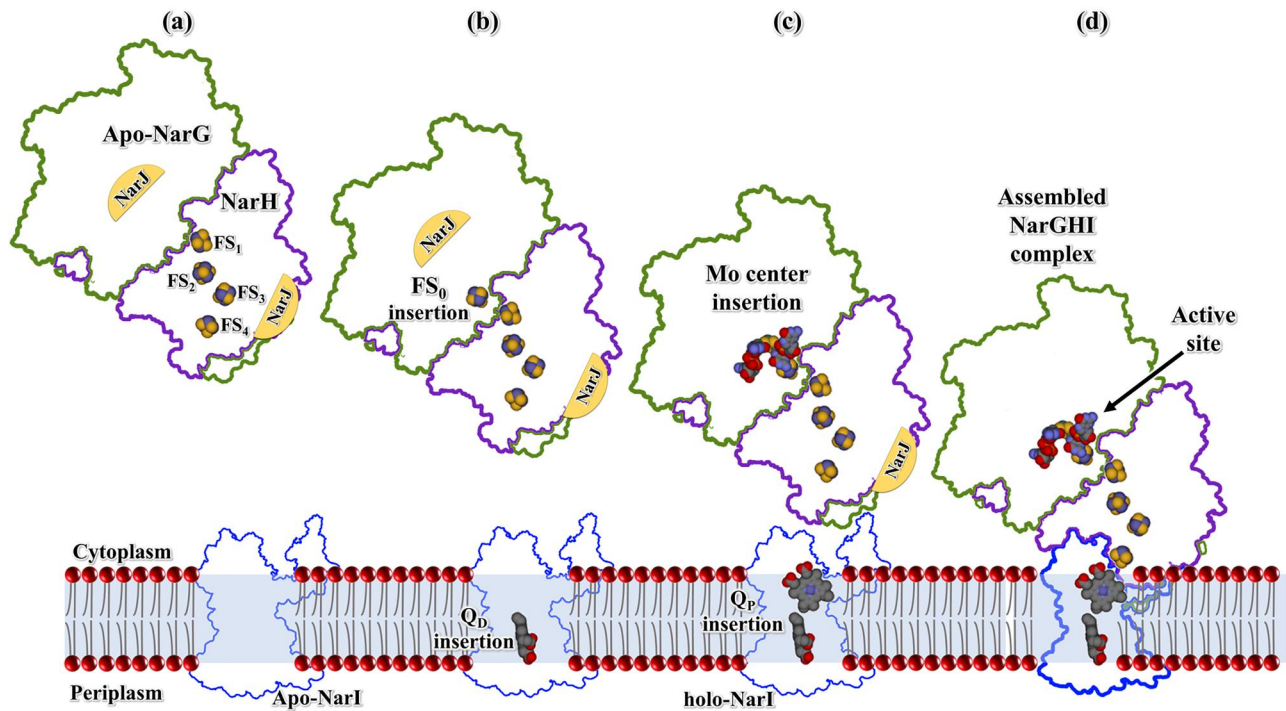 (a)
(b)
(c)
(d)
Apo-NarG
NarJ
NarH
FS1
FS2
FS3
FS4
NarJ
NarJ
FS0
insertion
NarJ
Mo center
insertion
NarJ
Assembled
NarGHI
complex
Active
site
Cytoplasm
Periplasm
Apo-NarI
QD
insertion
QP
insertion
holo-NarI